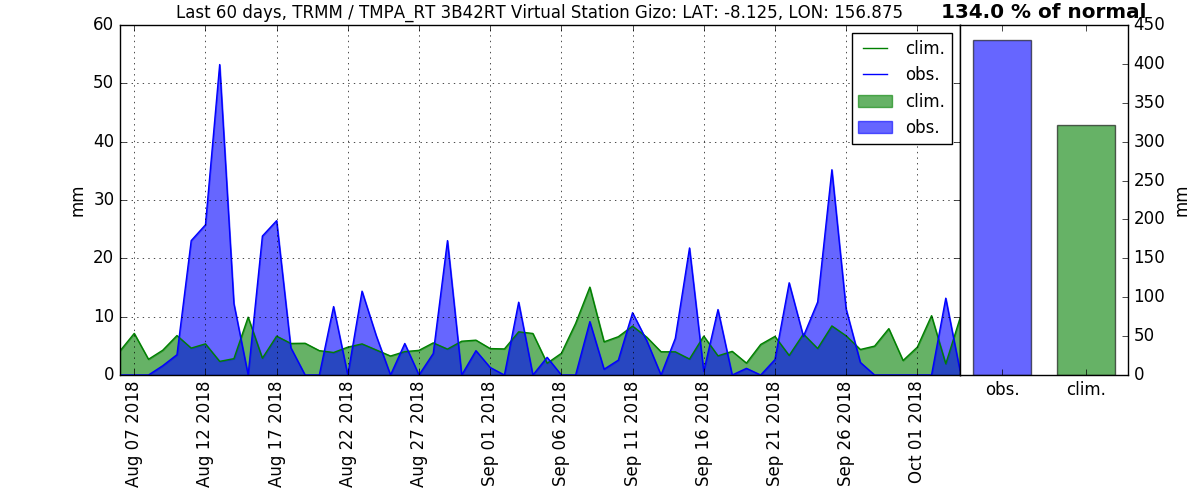 Last 60 days, TRMM / TMPA_RT 3B42RT Virtual Station Gizo: LAT: -8.125, LON: 156.875
134.0 % of normal
60
50
40
30
20
10
0
mm
clim.
obs.
clim.
obs.
450
400
350
300
250
200
150
100
50
0
mm
obs.
clim.
Aug 07 2018
Aug 12 2018
Aug 17 2018
Aug 22 2018
Aug 27 2018
Sep 01 2018
Sep 06 2018
Sep 11 2018
Sep 16 2018
Sep 21 2018
Sep 26 2018
Oct 01 2018